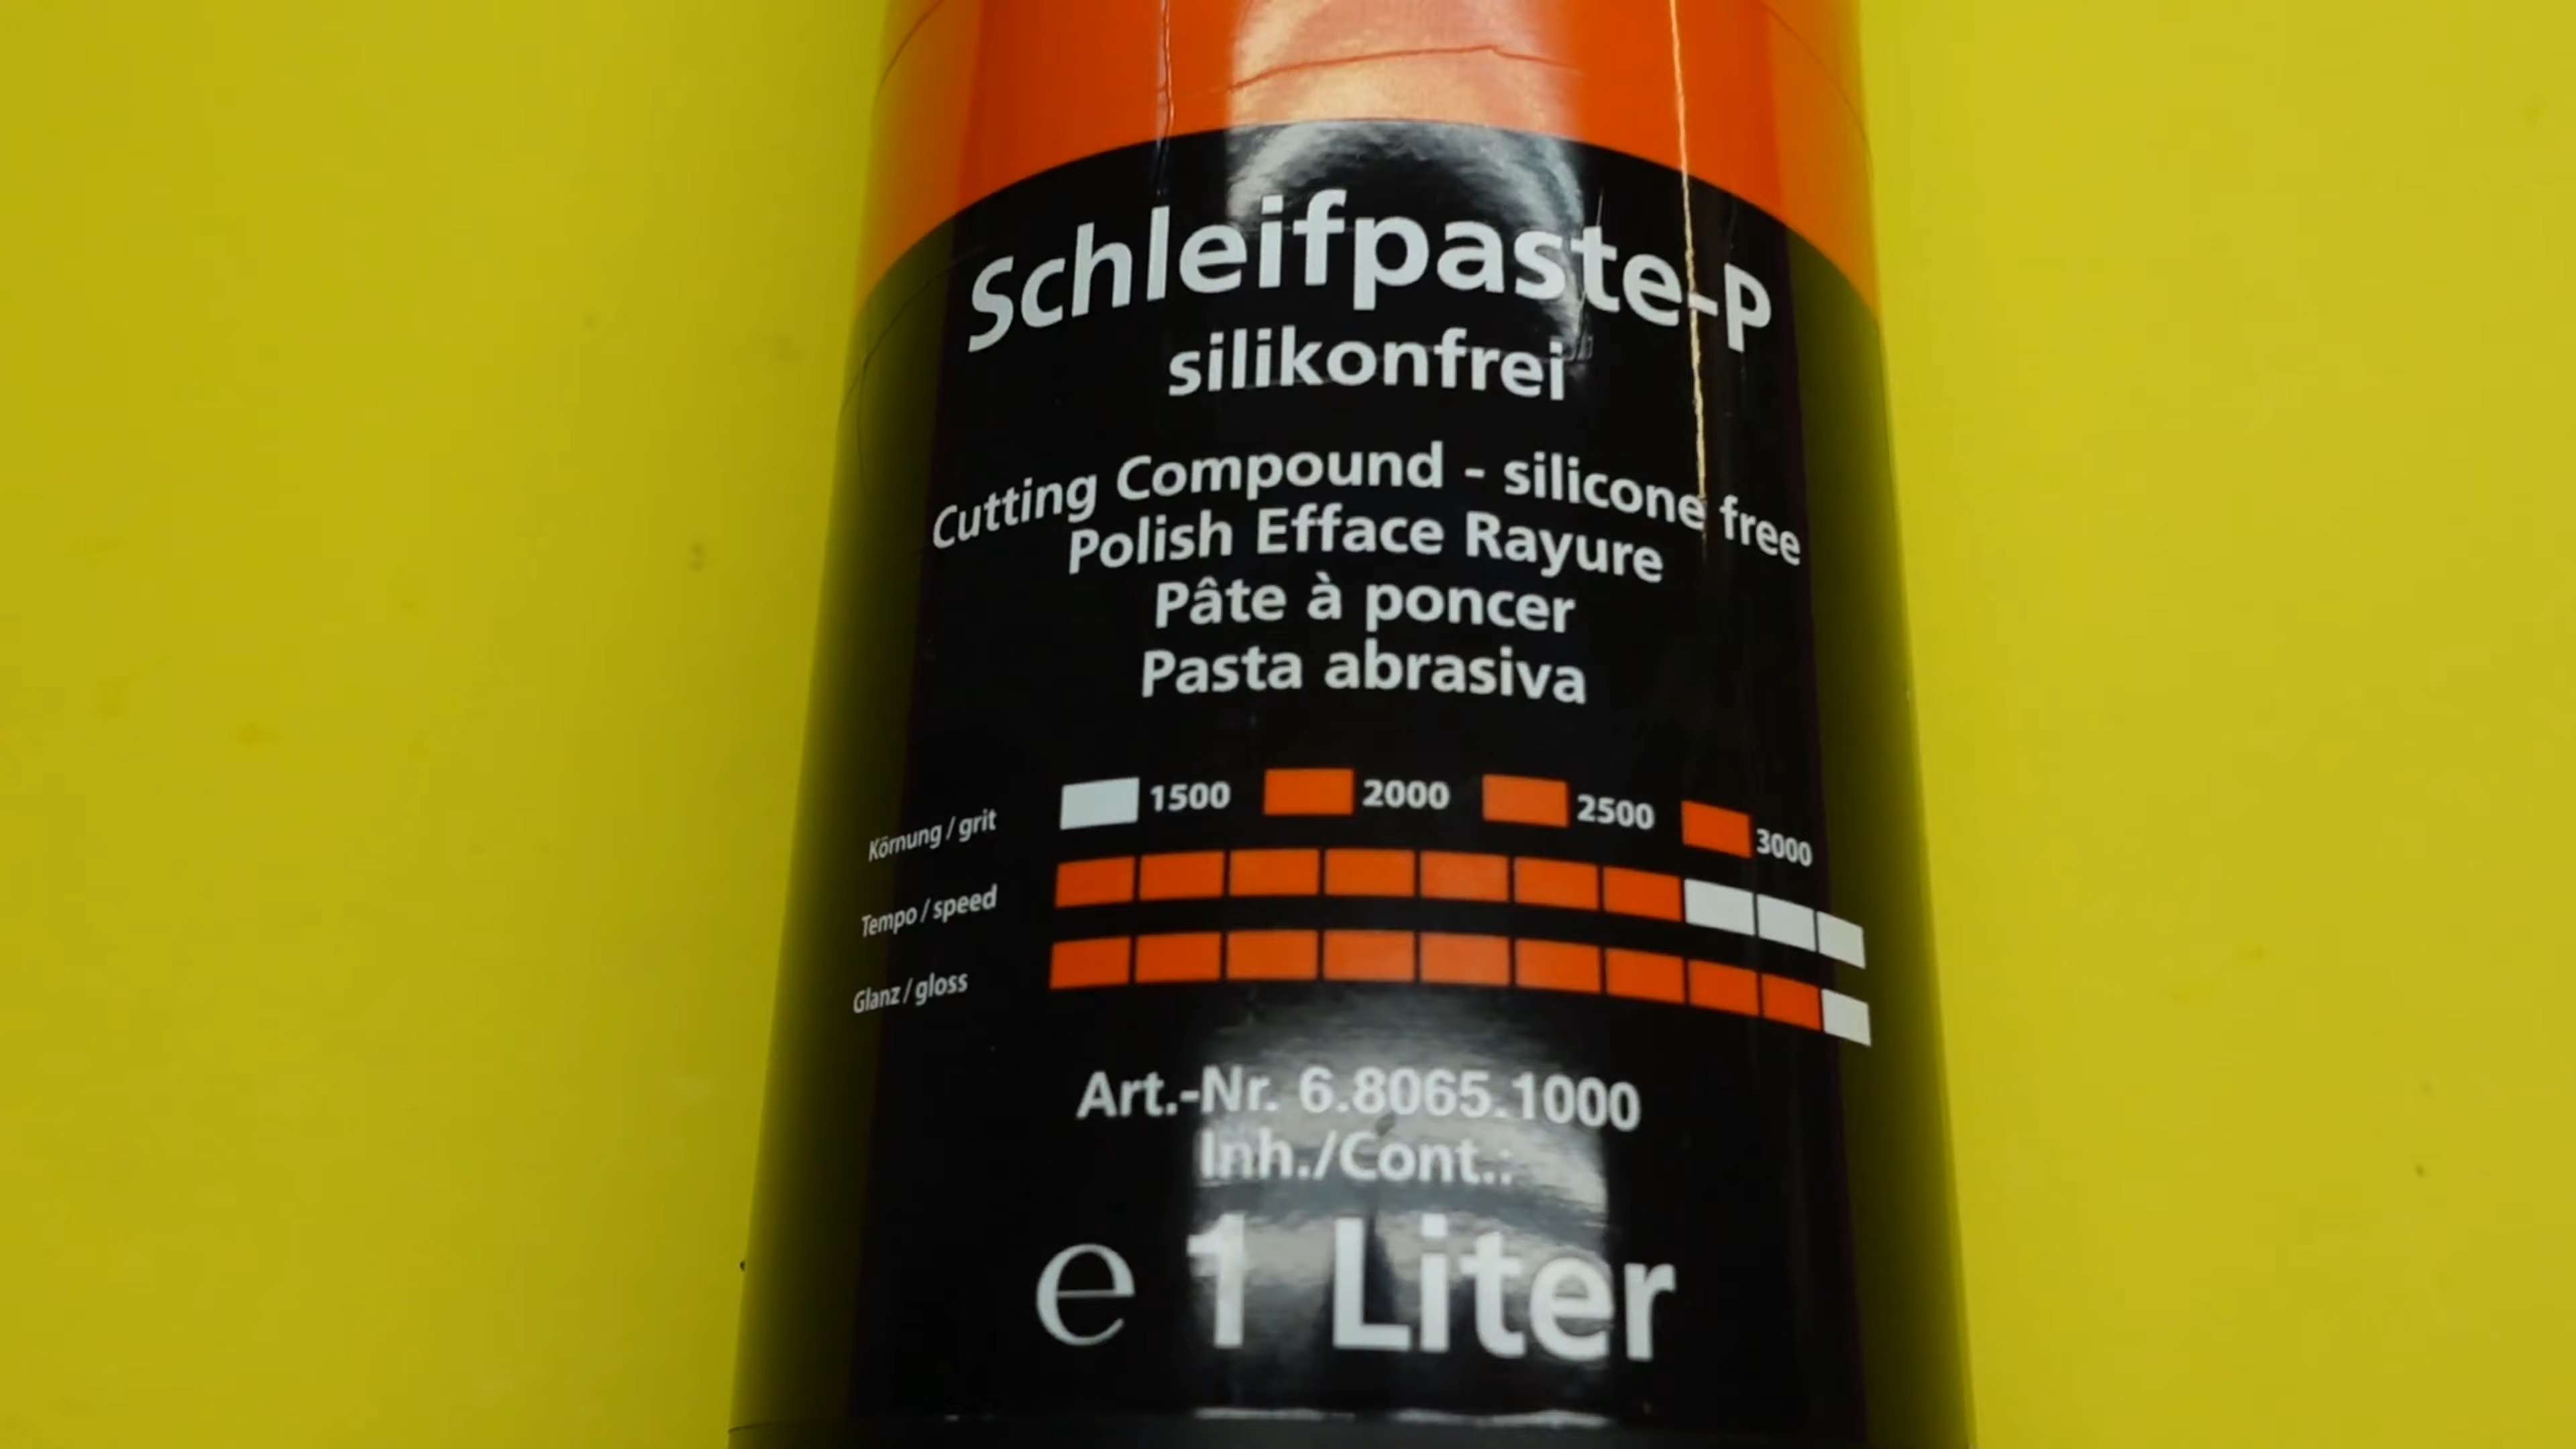 Schleifpaste-P
silikonfrei
Cutting Compound - silicone free
Polish Efface Rayure
Pâte à poncer
Pasta abrasiva
Körnung / grit 1500 2000 2500 3000
Tempo / speed
Glanz / gloss
Art.-Nr. 6.8065.1000
Inh./Cont.:
e 1 Liter